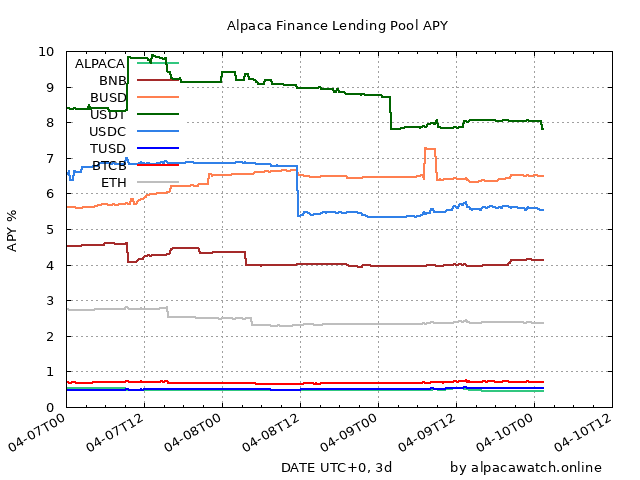 Alpaca Finance Lending Pool APY
10
9
8
7
6
5
4
3
2
1
0
APY %
ALPACA
BNB
BUSD
USDT
USDC
TUSD
BTCB
ETH
04-07T00
04-07T12
04-08T00
04-08T12
04-09T00
04-09T12
04-10T00
04-10T12
DATE UTC+0, 3d
by alpacawatch.online